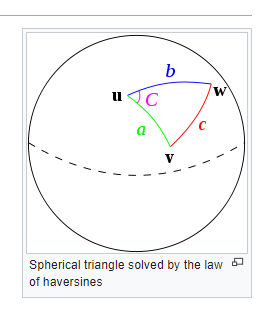 b
u
C
w
a
c
v
Spherical triangle solved by the law
of haversines